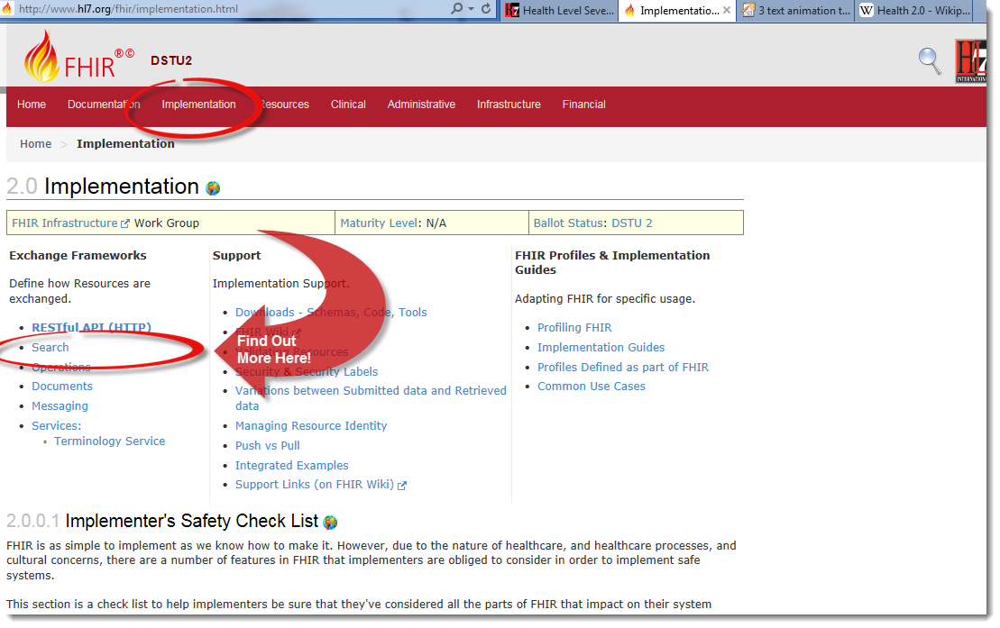 http://www.hl7.org/fhir/implementation.html
Health Level Seve...
Implementatio...
3 text animation t...
Health 2.0 - Wikip...
FHIR®© DSTU2
INTERNATIONAL
Home Documentation Implementation Resources Clinical Administrative Infrastructure Financial
Home > Implementation
2.0 Implementation
FHIR Infrastructure Work Group Maturity Level: N/A Ballot Status: DSTU 2
Exchange Frameworks
Define how Resources are
exchanged.
RESTful API (HTTP)
Search
Operations
Documents
Messaging
Services:
Terminology Service
Support
Implementation Support.
Downloads - Schemas, Code, Tools
FHIR Wiki
Validating Resources
Security & Security Labels
Variations between Submitted data and Retrieved
data
Managing Resource Identity
Push vs Pull
Integrated Examples
Support Links (on FHIR Wiki)
Find Out
More Here!
FHIR Profiles & Implementation
Guides
Adapting FHIR for specific usage.
Profiling FHIR
Implementation Guides
Profiles Defined as part of FHIR
Common Use Cases
2.0.0.1 Implementer's Safety Check List
FHIR is as simple to implement as we know how to make it. However, due to the nature of healthcare, and healthcare processes, and
cultural concerns, there are a number of features in FHIR that implementers are obliged to consider in order to implement safe
systems.
This section is a check list to help implementers be sure that they've considered all the parts of FHIR that impact on their system